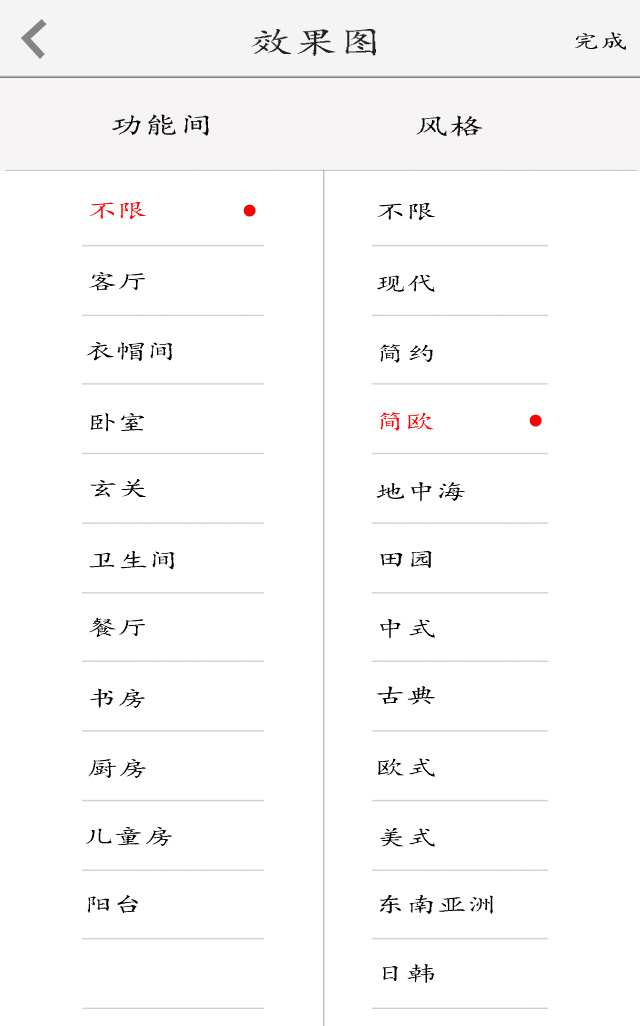 效果图
完成
功能间
风格
不限
不限
客厅
现代
衣帽间
简约
卧室
简欧
玄关
地中海
卫生间
田园
餐厅
中式
书房
古典
厨房
欧式
儿童房
美式
阳台
东南亚洲
日韩